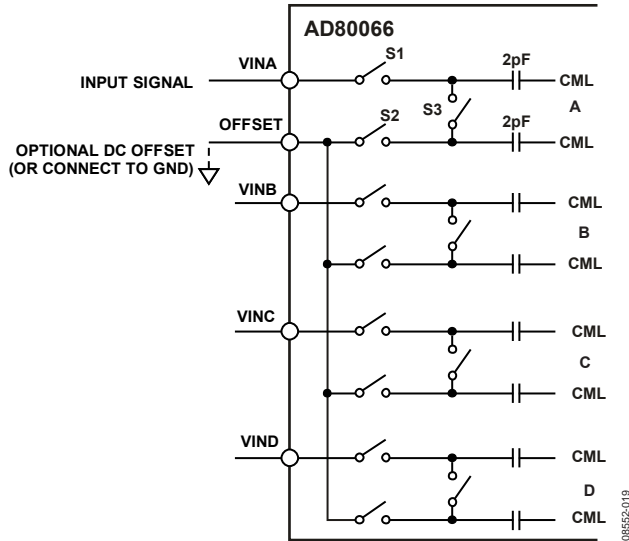 AD80066
VINA
S1
2pF
INPUT SIGNAL
CML
A
OFFSET
S2
S3
2pF
CML
OPTIONAL DC OFFSET
(OR CONNECT TO GND)
VINB
CML
B
CML
VINC
CML
C
CML
VIND
CML
D
CML
08552-019